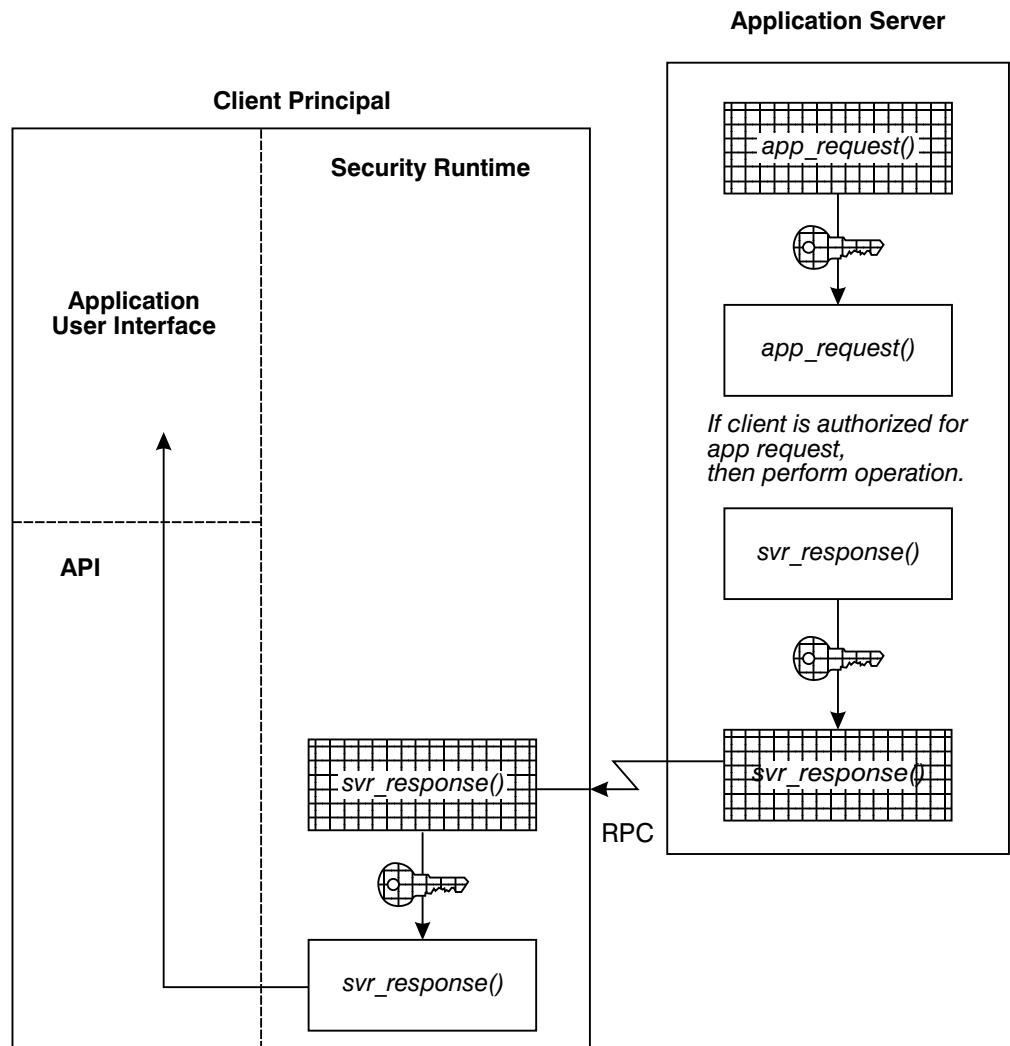 Application Server
Client Principal
app_request()
Security Runtime
Application
User Interface
app_request()
If client is authorized for
app request,
then perform operation.
svr_response()
API
svr_response()
svr_response()
RPC
svr_response()